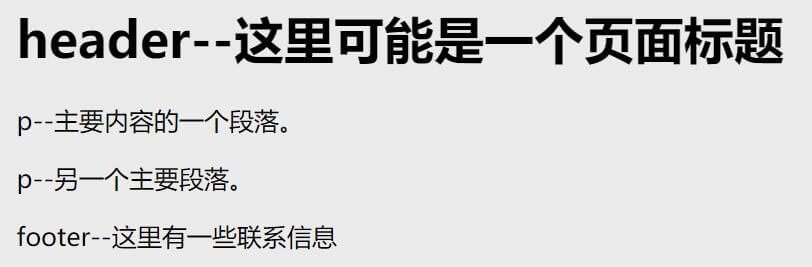 header--这里可能是一个页面标题
p--主要内容的一个段落。
p--另一个主要段落。
footer--这里有一些联系信息